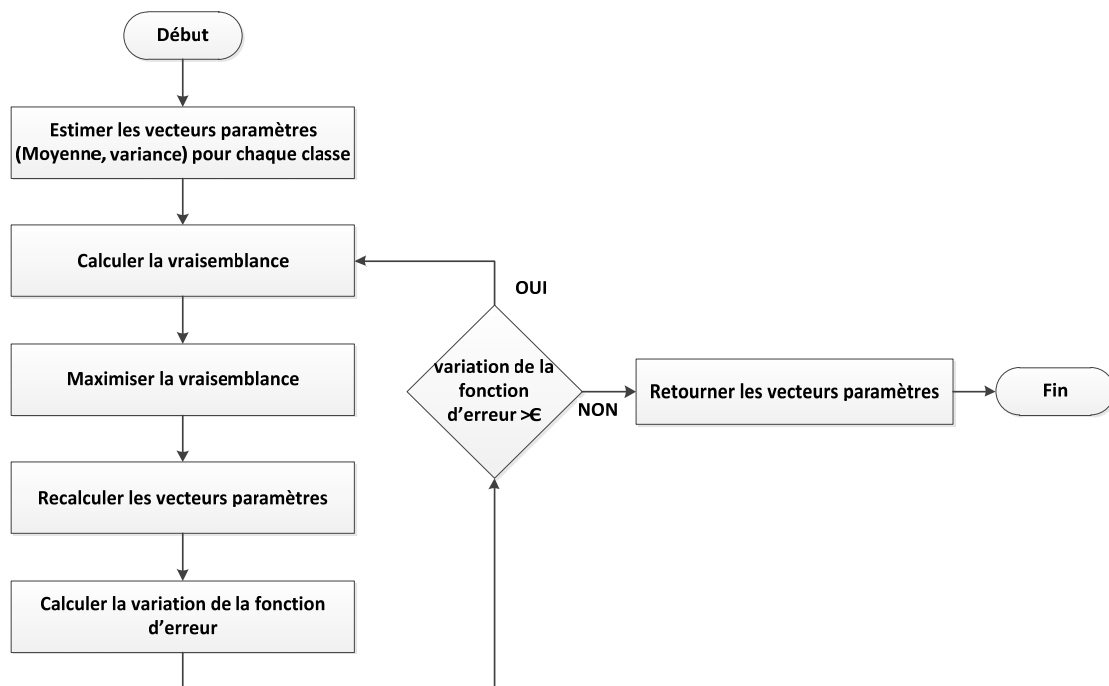 Début
Estimer les vecteurs paramètres
(Moyenne, variance) pour chaque classe
Calculer la vraisemblance
Maximiser la vraisemblance
Recalculer les vecteurs paramètres
Calculer la variation de la fonction
d'erreur
OUI
variation de la
fonction
d'erreur >€
NON
Retourner les vecteurs paramètres
Fin